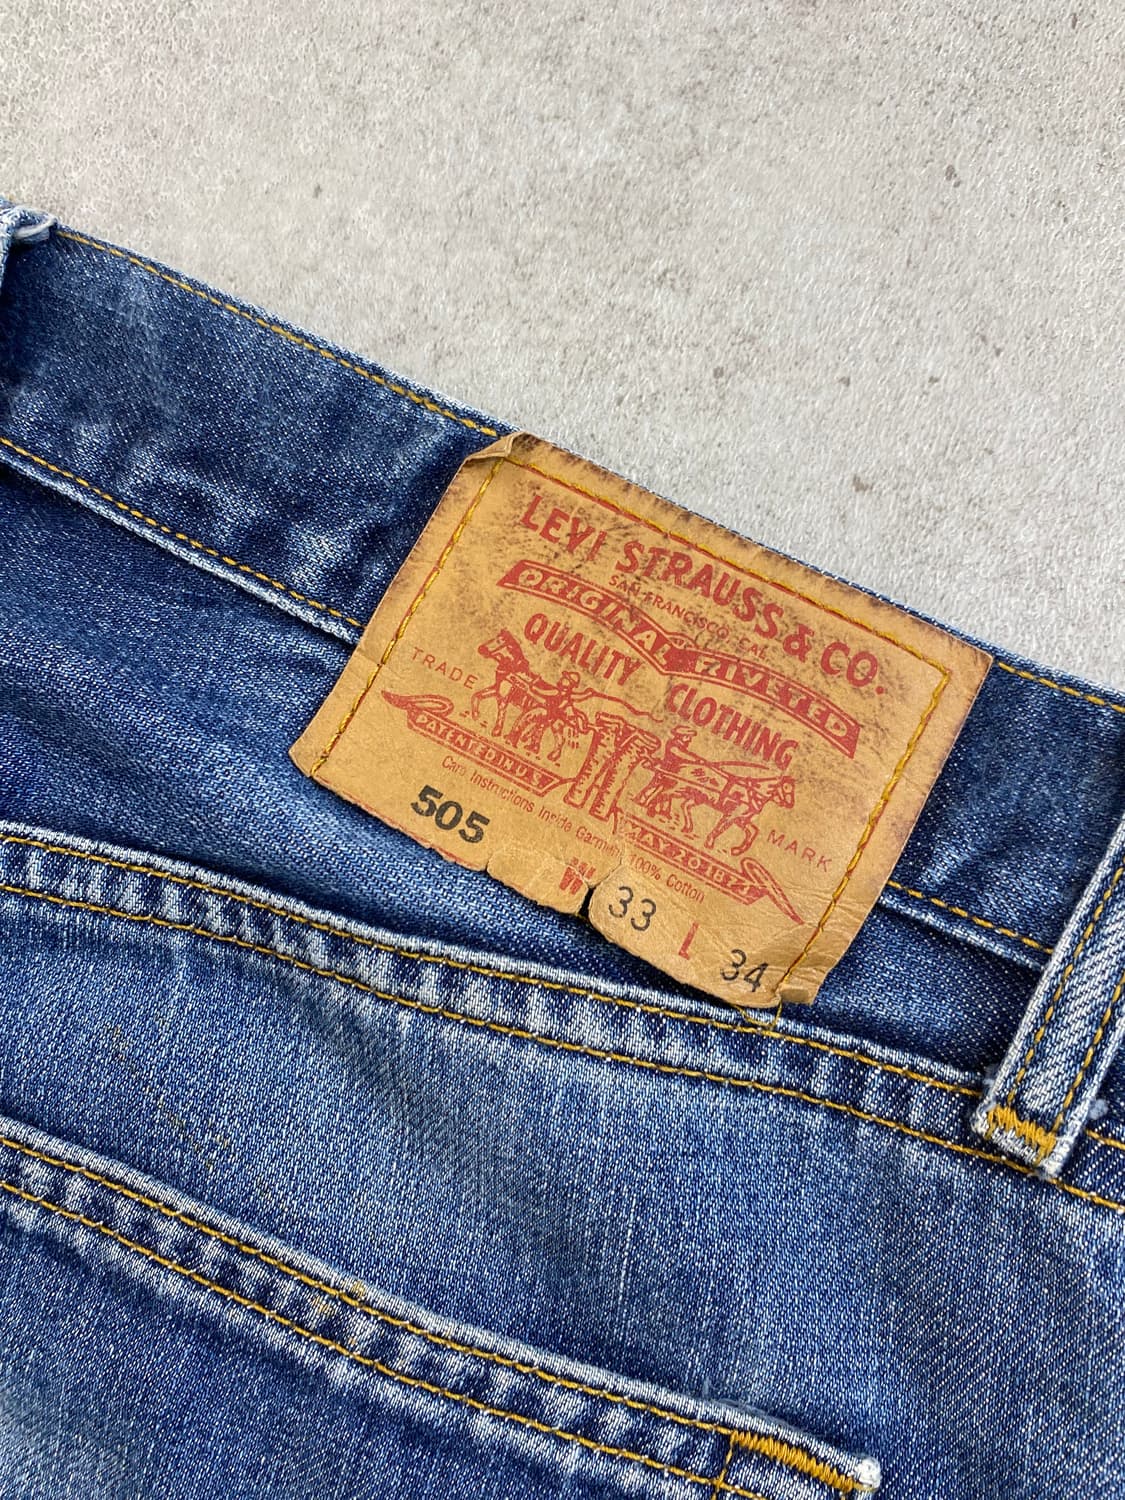 LEVI STRAUSS & CO.
SAN FRANCISCO CAL
ORIGINAL RIVETED
QUALITY CLOTHING
TRADE MARK
PATENTED IN U.S. MAY 20 1873
Care Instructions Inside Garment 100% Cotton
505
W 33 L 34